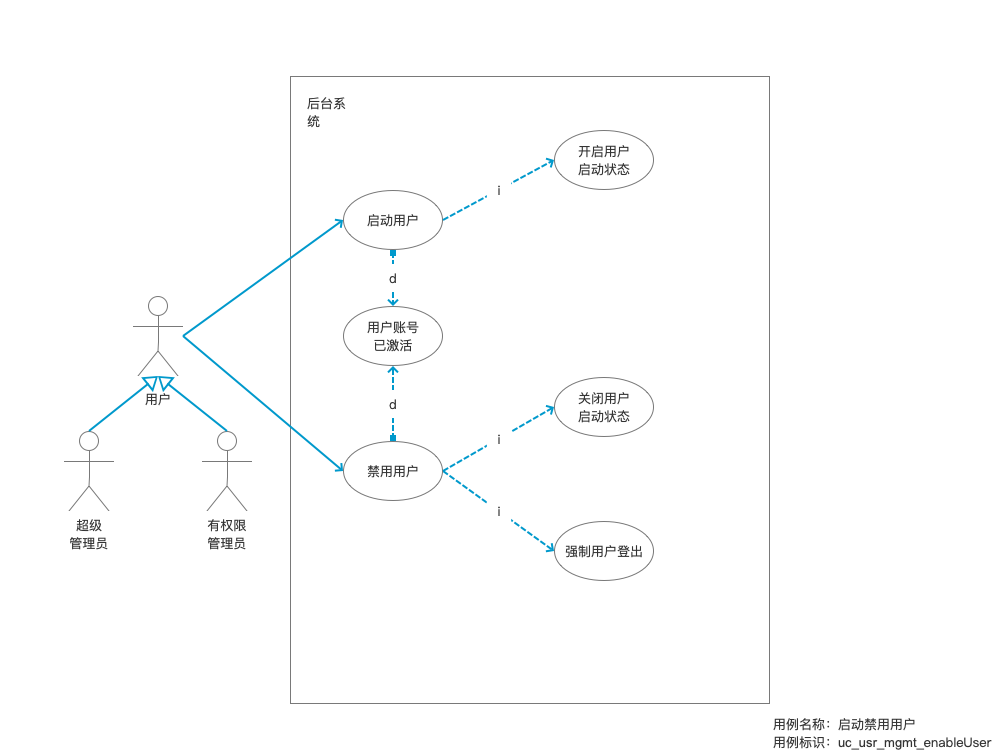 后台系
统
开启用户
启动状态
i
启动用户
d
用户账号
已激活
d
用户
关闭用户
启动状态
i
禁用用户
i
超级
管理员
有权限
管理员
强制用户登出
用例名称：启动禁用用户
用例标识：uc_usr_mgmt_enableUser